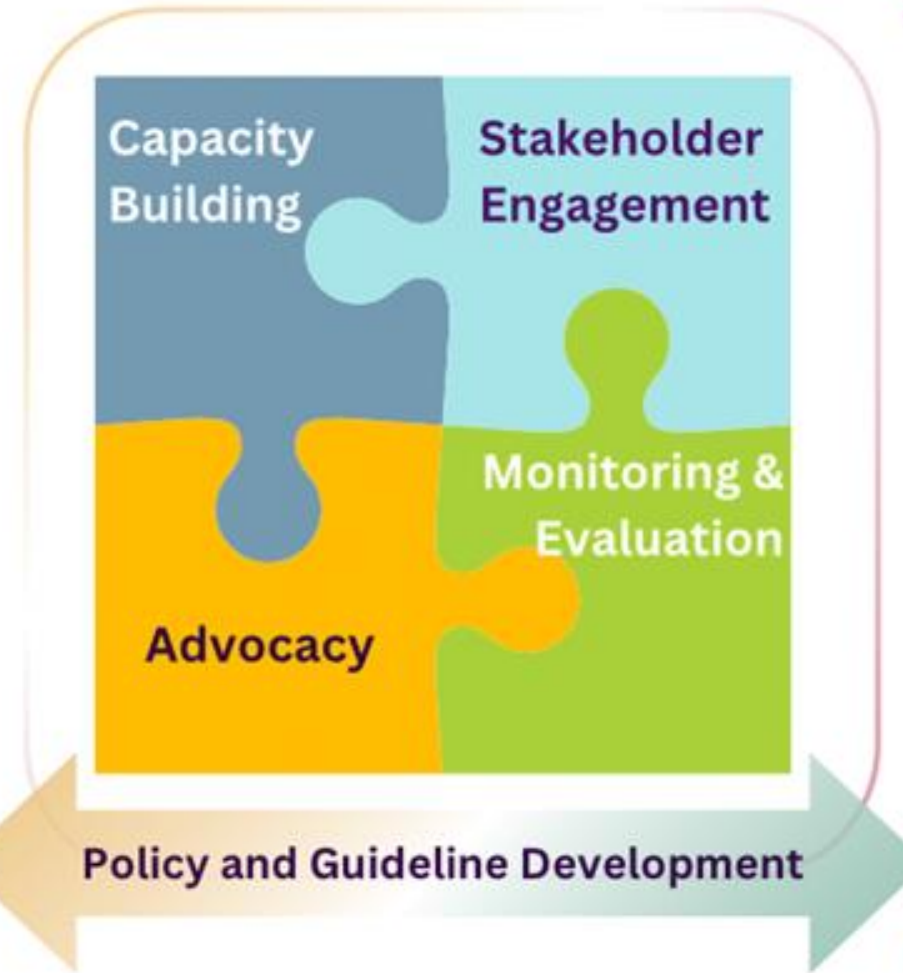 Capacity
Building
Stakeholder
Engagement
Monitoring &
Evaluation
Advocacy
Policy and Guideline Development